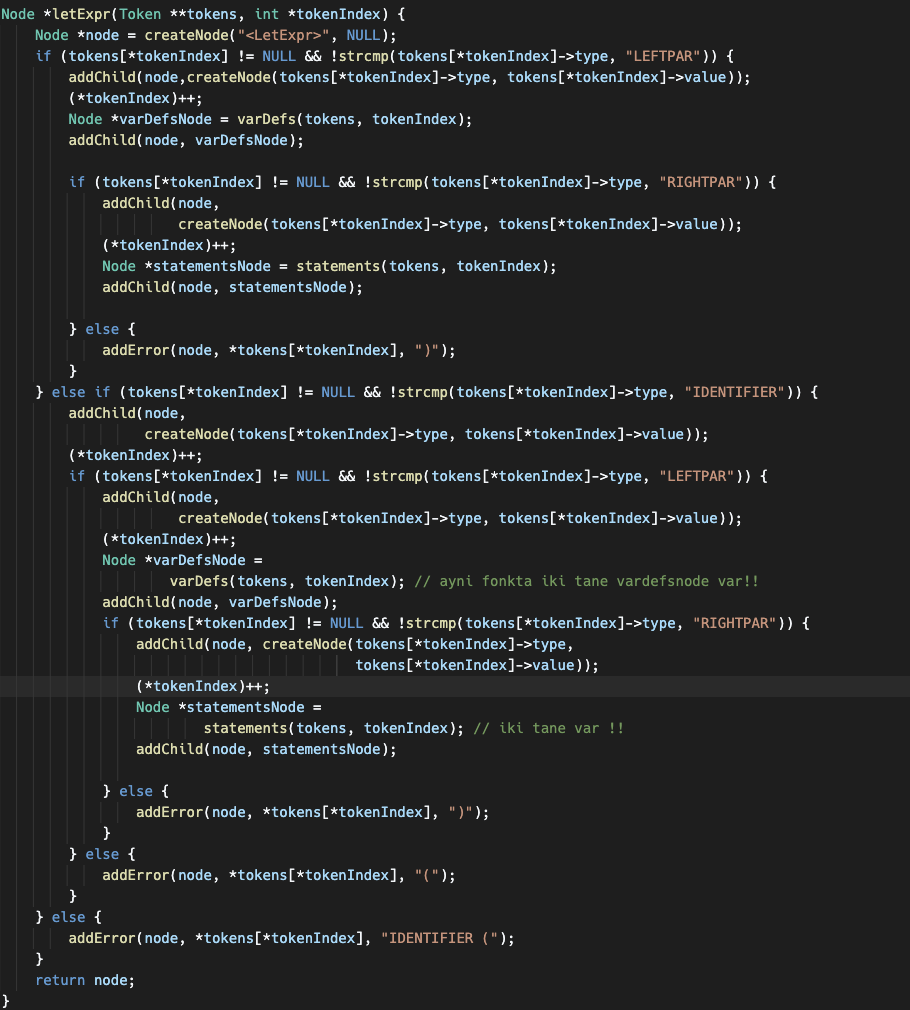 Node *letExpr(Token **tokens, int *tokenIndex) {
    Node *node = createNode("<LetExpr>", NULL);
    if (tokens[*tokenIndex] != NULL && !strcmp(tokens[*tokenIndex]->type, "LEFTPAR")) {
        addChild(node,createNode(tokens[*tokenIndex]->type, tokens[*tokenIndex]->value));
        (*tokenIndex)++;
        Node *varDefsNode = varDefs(tokens, tokenIndex);
        addChild(node, varDefsNode);

        if (tokens[*tokenIndex] != NULL && !strcmp(tokens[*tokenIndex]->type, "RIGHTPAR")) {
            addChild(node,
                     createNode(tokens[*tokenIndex]->type, tokens[*tokenIndex]->value));
            (*tokenIndex)++;
            Node *statementsNode = statements(tokens, tokenIndex);
            addChild(node, statementsNode);

        } else {
            addError(node, *tokens[*tokenIndex], ")");
        }
    } else if (tokens[*tokenIndex] != NULL && !strcmp(tokens[*tokenIndex]->type, "IDENTIFIER")) {
        addChild(node,
                 createNode(tokens[*tokenIndex]->type, tokens[*tokenIndex]->value));
        (*tokenIndex)++;
        if (tokens[*tokenIndex] != NULL && !strcmp(tokens[*tokenIndex]->type, "LEFTPAR")) {
            addChild(node,
                     createNode(tokens[*tokenIndex]->type, tokens[*tokenIndex]->value));
            (*tokenIndex)++;
            Node *varDefsNode =
                    varDefs(tokens, tokenIndex); // ayni fonkta iki tane vardefsnode var!!
            addChild(node, varDefsNode);
            if (tokens[*tokenIndex] != NULL && !strcmp(tokens[*tokenIndex]->type, "RIGHTPAR")) {
                addChild(node, createNode(tokens[*tokenIndex]->type,
                                          tokens[*tokenIndex]->value));
                (*tokenIndex)++;
                Node *statementsNode =
                        statements(tokens, tokenIndex); // iki tane var !!
                addChild(node, statementsNode);

            } else {
                addError(node, *tokens[*tokenIndex], ")");
            }
        } else {
            addError(node, *tokens[*tokenIndex], "(");
        }
    } else {
        addError(node, *tokens[*tokenIndex], "IDENTIFIER (");
    }
    return node;
}